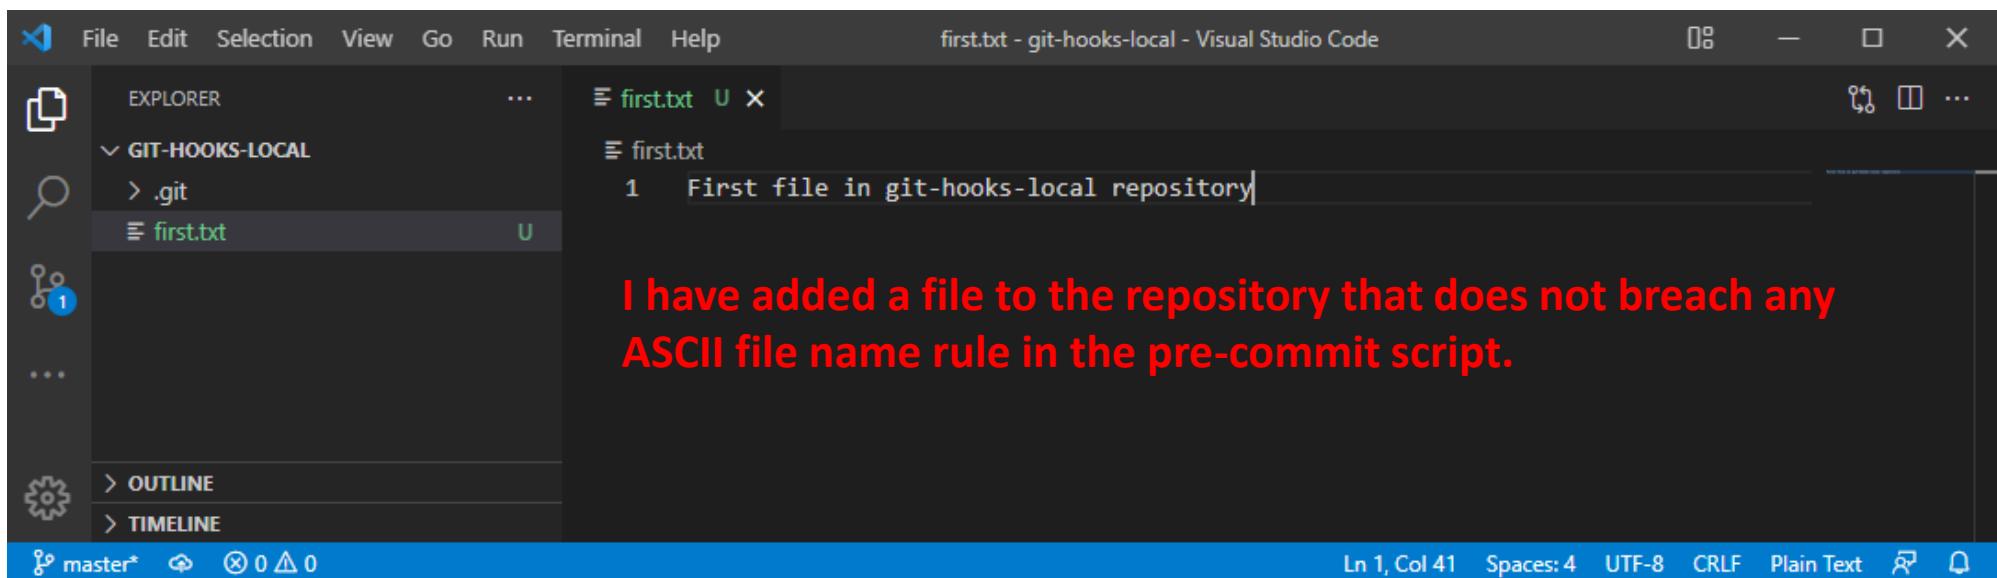 File Edit Selection View Go Run Terminal Help first.txt - git-hooks-local - Visual Studio Code
EXPLORER
first.txt U
GIT-HOOKS-LOCAL
first.txt
.git
1 First file in git-hooks-local repository
first.txt U
I have added a file to the repository that does not breach any
ASCII file name rule in the pre-commit script.
1
OUTLINE
TIMELINE
master* 0 0 Ln 1, Col 41 Spaces: 4 UTF-8 CRLF Plain Text